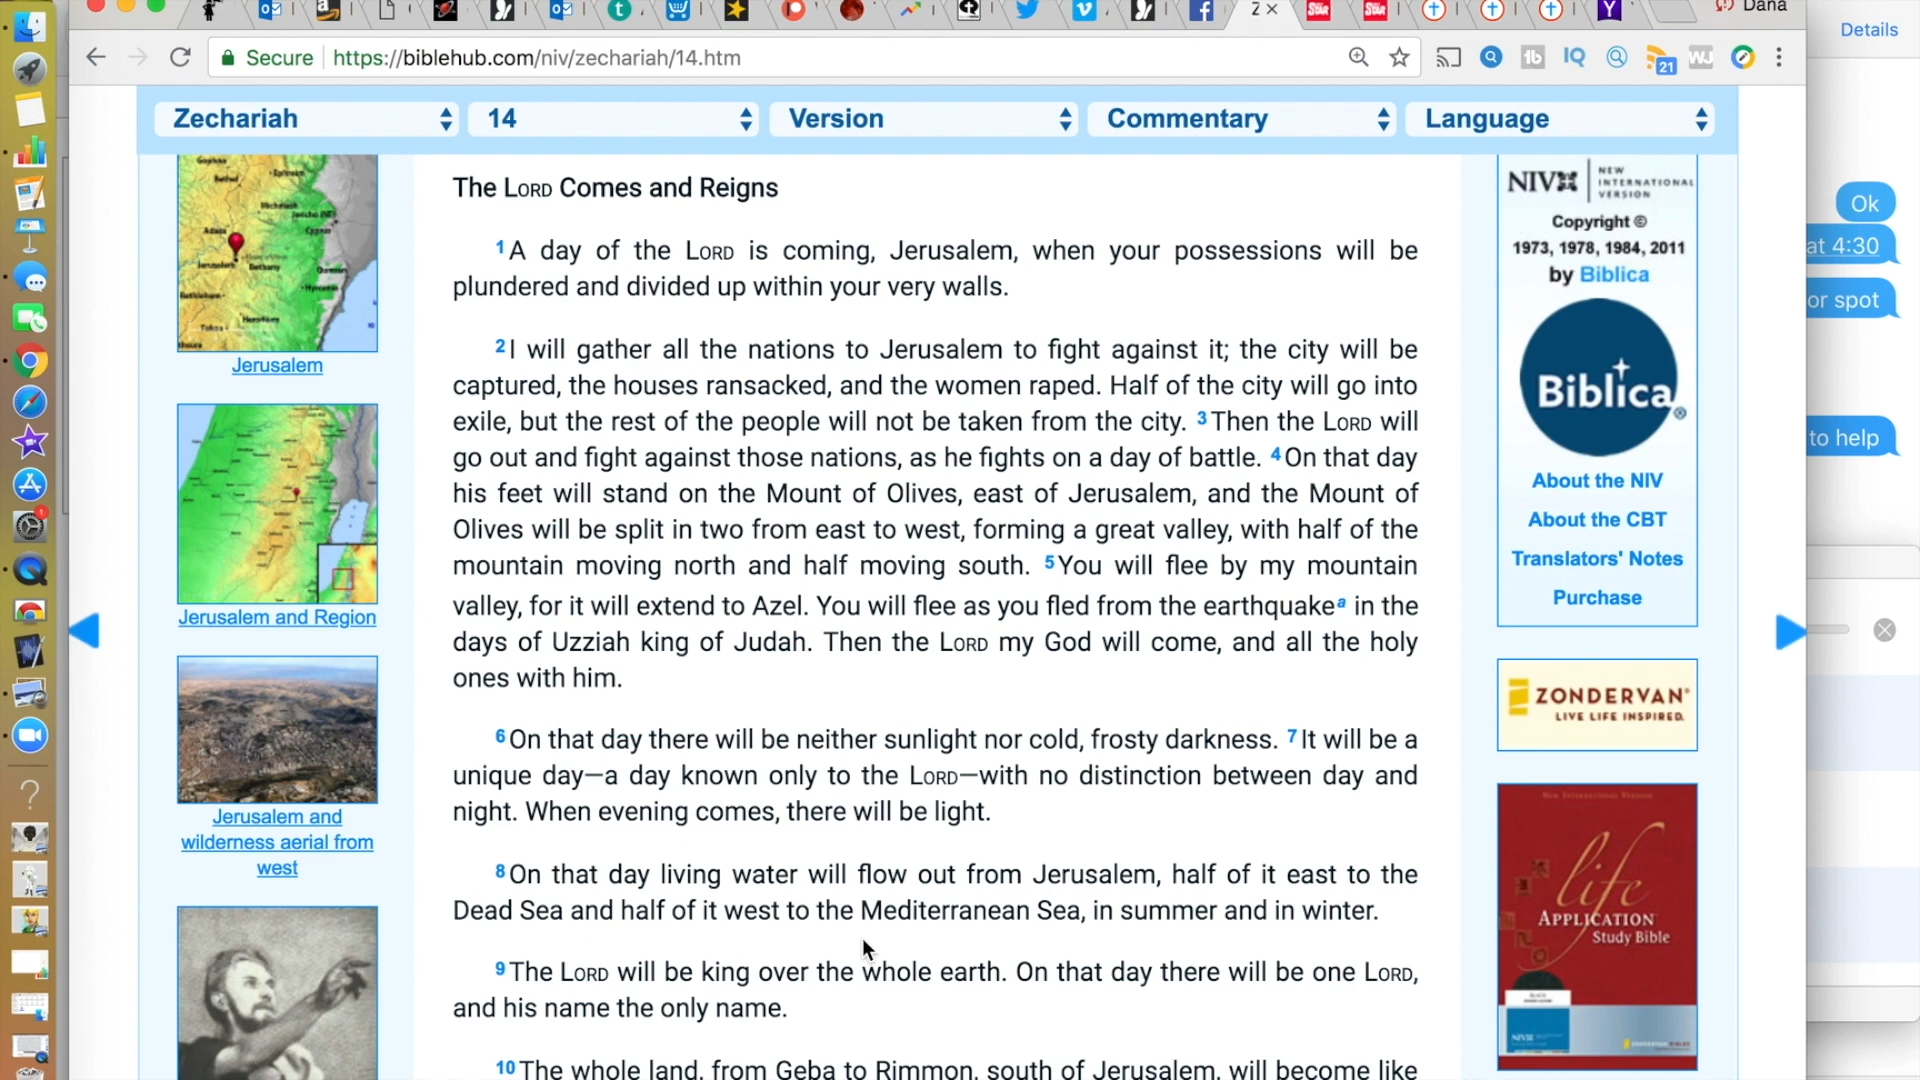 Dana
Details
Secure | https://biblehub.com/niv/zechariah/14.htm
21
Zechariah 14 Version Commentary Language
Jerusalem
Jerusalem and Region
Jerusalem and
wilderness aerial from
west
The LORD Comes and Reigns
1 A day of the LORD is coming, Jerusalem, when your possessions will be
plundered and divided up within your very walls.
2 I will gather all the nations to Jerusalem to fight against it; the city will be
captured, the houses ransacked, and the women raped. Half of the city will go into
exile, but the rest of the people will not be taken from the city. 3 Then the LORD will
go out and fight against those nations, as he fights on a day of battle. 4 On that day
his feet will stand on the Mount of Olives, east of Jerusalem, and the Mount of
Olives will be split in two from east to west, forming a great valley, with half of the
mountain moving north and half moving south. 5 You will flee by my mountain
valley, for it will extend to Azel. You will flee as you fled from the earthquake a in the
days of Uzziah king of Judah. Then the LORD my God will come, and all the holy
ones with him.
6 On that day there will be neither sunlight nor cold, frosty darkness. 7 It will be a
unique day—a day known only to the LORD—with no distinction between day and
night. When evening comes, there will be light.
8 On that day living water will flow out from Jerusalem, half of it east to the
Dead Sea and half of it west to the Mediterranean Sea, in summer and in winter.
9 The LORD will be king over the whole earth. On that day there will be one LORD,
and his name the only name.
10 The whole land, from Geba to Rimmon, south of Jerusalem, will become like
NIV
NEW
INTERNATIONAL
VERSION
Copyright ©
1973, 1978, 1984, 2011
by Biblica
Biblica®
About the NIV
About the CBT
Translators' Notes
Purchase
ZONDERVAN®
LIVE LIFE INSPIRED.
NEW INTERNATIONAL VERSION
life
APPLICATION
Study Bible
Ok
at 4:30
or spot
to help